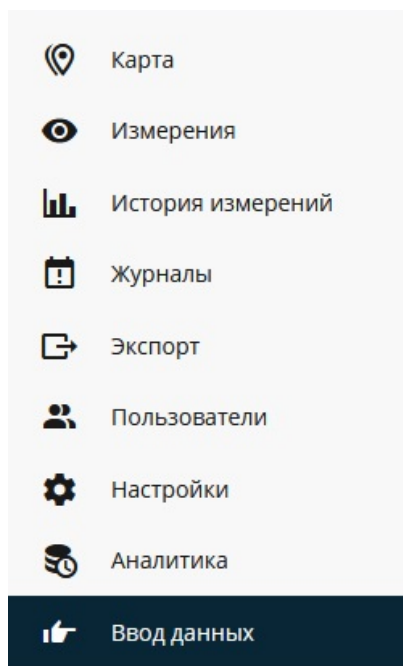 Карта
Измерения
История измерений
Журналы
Экспорт
Пользователи
Настройки
Аналитика
Ввод данных